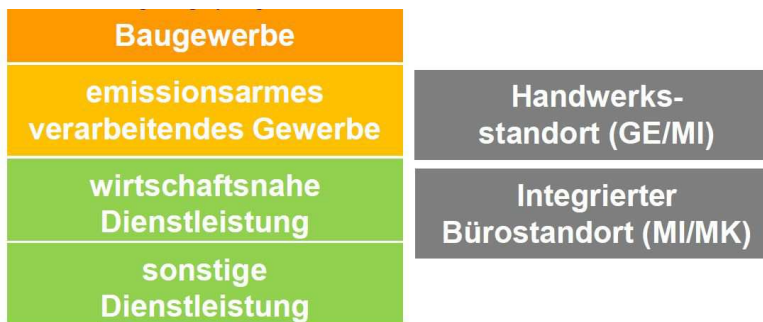 Baugewerbe
emissionsarmes
verarbeitendes Gewerbe
wirtschaftsnahe
Dienstleistung
sonstige
Dienstleistung
Handwerks-
standort (GE/MI)
Integrierter
Bürostandort (MI/MK)